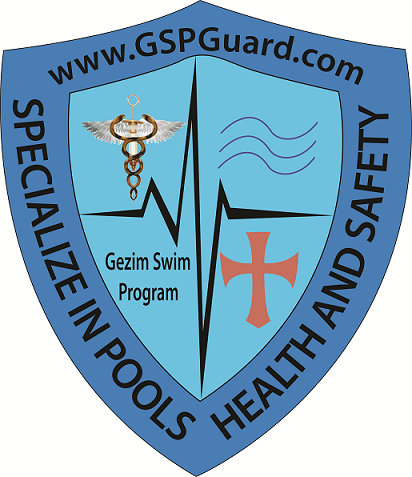 www.GSPGuard.com
SPECIALIZE IN POOLS
HEALTH AND SAFETY
Gezim Swim
Program